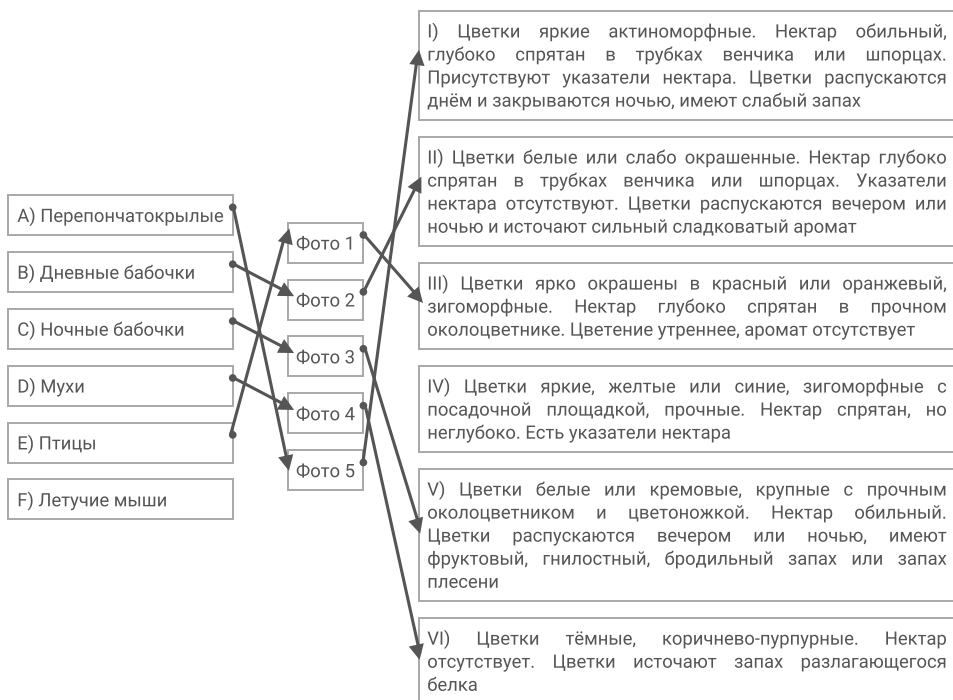 A) Перепончатокрылые
B) Дневные бабочки
C) Ночные бабочки
D) Мухи
E) Птицы
F) Летучие мыши
Фото 1
Фото 2
Фото 3
Фото 4
Фото 5
I) Цветки яркие актиноморфные. Нектар обильный,
глубоко спрятан в трубках венчика или шпорцах.
Присутствуют указатели нектара. Цветки распускаются
днём и закрываются ночью, имеют слабый запах
II) Цветки белые или слабо окрашенные. Нектар глубоко
спрятан в трубках венчика или шпорцах. Указатели
нектара отсутствуют. Цветки распускаются вечером или
ночью и источают сильный сладковатый аромат
III) Цветки ярко окрашены в красный или оранжевый,
зигоморфные. Нектар глубоко спрятан в прочном
околоцветнике. Цветение утреннее, аромат отсутствует
IV) Цветки яркие, желтые или синие, зигоморфные с
посадочной площадкой, прочные. Нектар спрятан, но
неглубоко. Есть указатели нектара
V) Цветки белые или кремовые, крупные с прочным
околоцветником и цветоножкой. Нектар обильный.
Цветки распускаются вечером или ночью, имеют
фруктовый, гнилостный, бродильный запах или запах
плесени
VI) Цветки тёмные, коричнево-пурпурные. Нектар
отсутствует. Цветки источают запах разлагающегося
белка